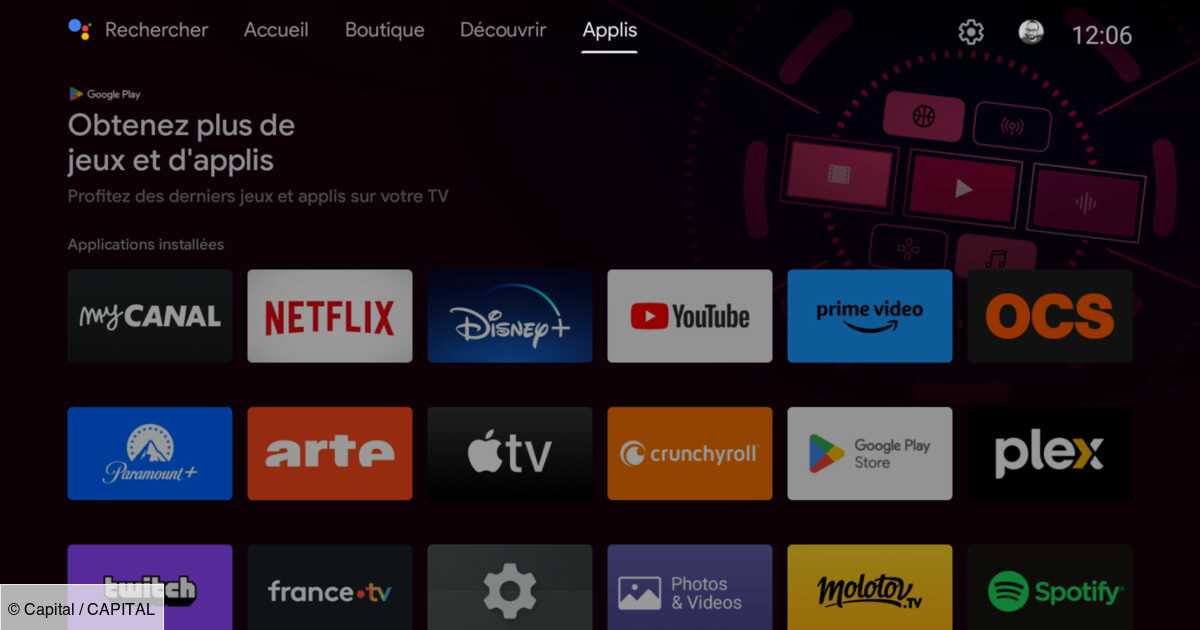 Rechercher Accueil Boutique Découvrir Applis 12:06
Google Play
Obtenez plus de
jeux et d'applis
Profitez des derniers jeux et applis sur votre TV
Applications installées
myCANAL NETFLIX Disney+ YouTube prime video OCS
Paramount+ arte tv crunchyroll Google Play
Store plex
twitch france•tv Photos
& Videos molotov.tv Spotify
© Capital / CAPITAL